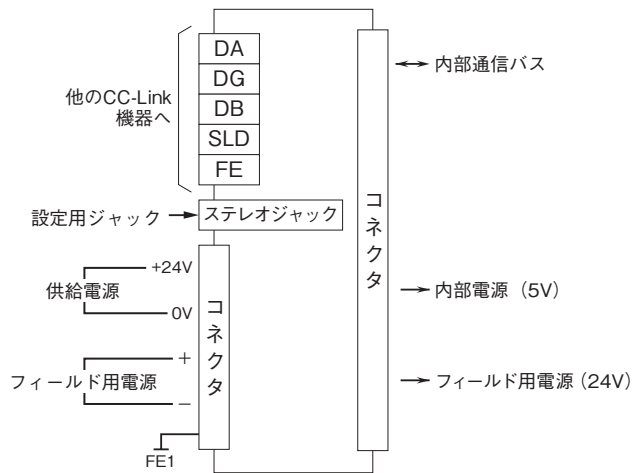 DA
DG
DB
SLD
FE
他のCC-Link
機器へ
設定用ジャック
ステレオジャック
+24V
供給電源
0V
+
フィールド用電源
−
FE1
コネクタ
コネクタ
内部通信バス
内部電源（5V）
フィールド用電源（24V）